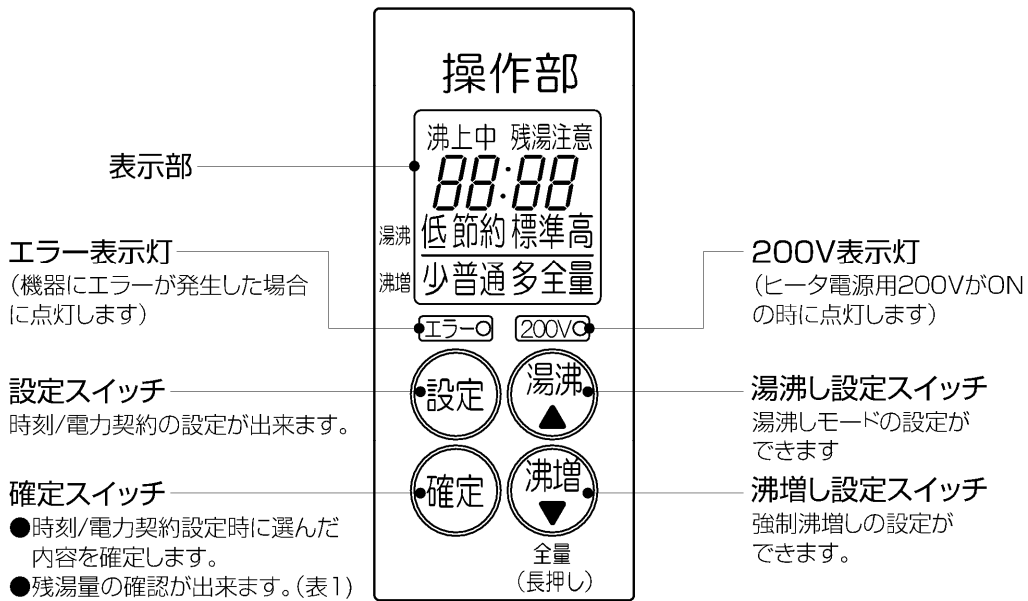 操作部
沸上中 残湯注意
88:88
湯沸 低 節約 標準 高
沸増 少 普通 多 全量
エラー 200V
設定 湯沸
▲
確定 沸増
▼
全量
(長押し)
表示部
エラー表示灯
(機器にエラーが発生した場合
に点灯します)
設定スイッチ
時刻/電力契約の設定が出来ます。
確定スイッチ
●時刻/電力契約設定時に選んだ
内容を確定します。
●残湯量の確認が出来ます。(表1)
200V表示灯
(ヒータ電源用200VがON
の時に点灯します)
湯沸し設定スイッチ
湯沸しモードの設定が
できます
沸増し設定スイッチ
強制沸増しの設定が
できます。